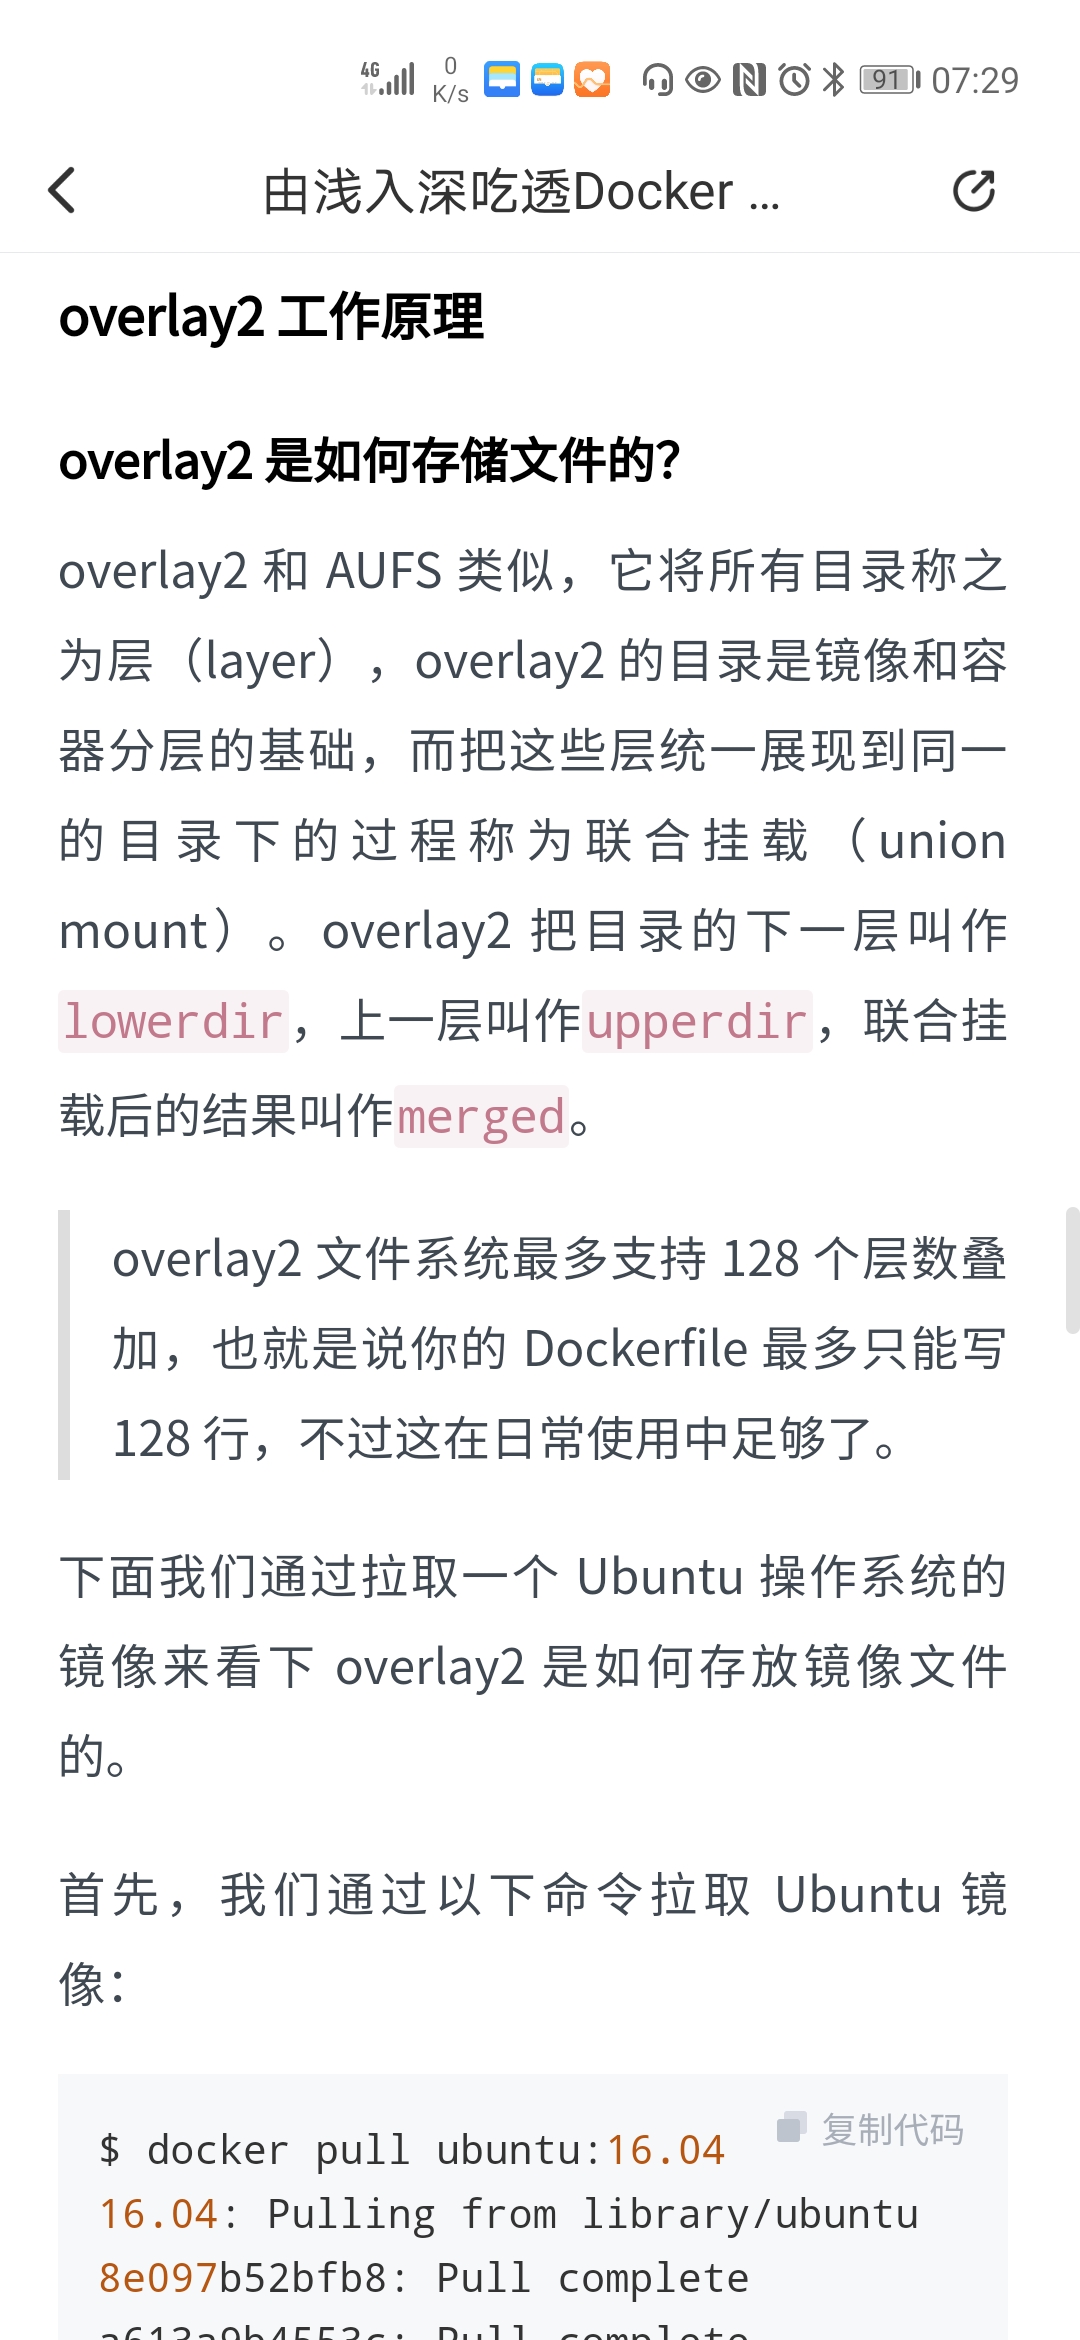 4G
0
K/s
91
07:29
由浅入深吃透Docker ...
overlay2 工作原理
overlay2 是如何存储文件的?
overlay2 和 AUFS 类似，它将所有目录称之
为层（layer），overlay2 的目录是镜像和容
器分层的基础，而把这些层统一展现到同一
的目录下的过程称为联合挂载（union
mount）。overlay2 把目录的下一层叫作
lowerdir，上一层叫作upperdir，联合挂
载后的结果叫作merged。
overlay2 文件系统最多支持 128 个层数叠
加，也就是说你的 Dockerfile 最多只能写
128 行，不过这在日常使用中足够了。
下面我们通过拉取一个 Ubuntu 操作系统的
镜像来看下 overlay2 是如何存放镜像文件
的。
首先，我们通过以下命令拉取 Ubuntu 镜
像：
复制代码
$ docker pull ubuntu:16.04
16.04: Pulling from library/ubuntu
8e097b52bfb8: Pull complete
a613a9b4553c: Pull complete